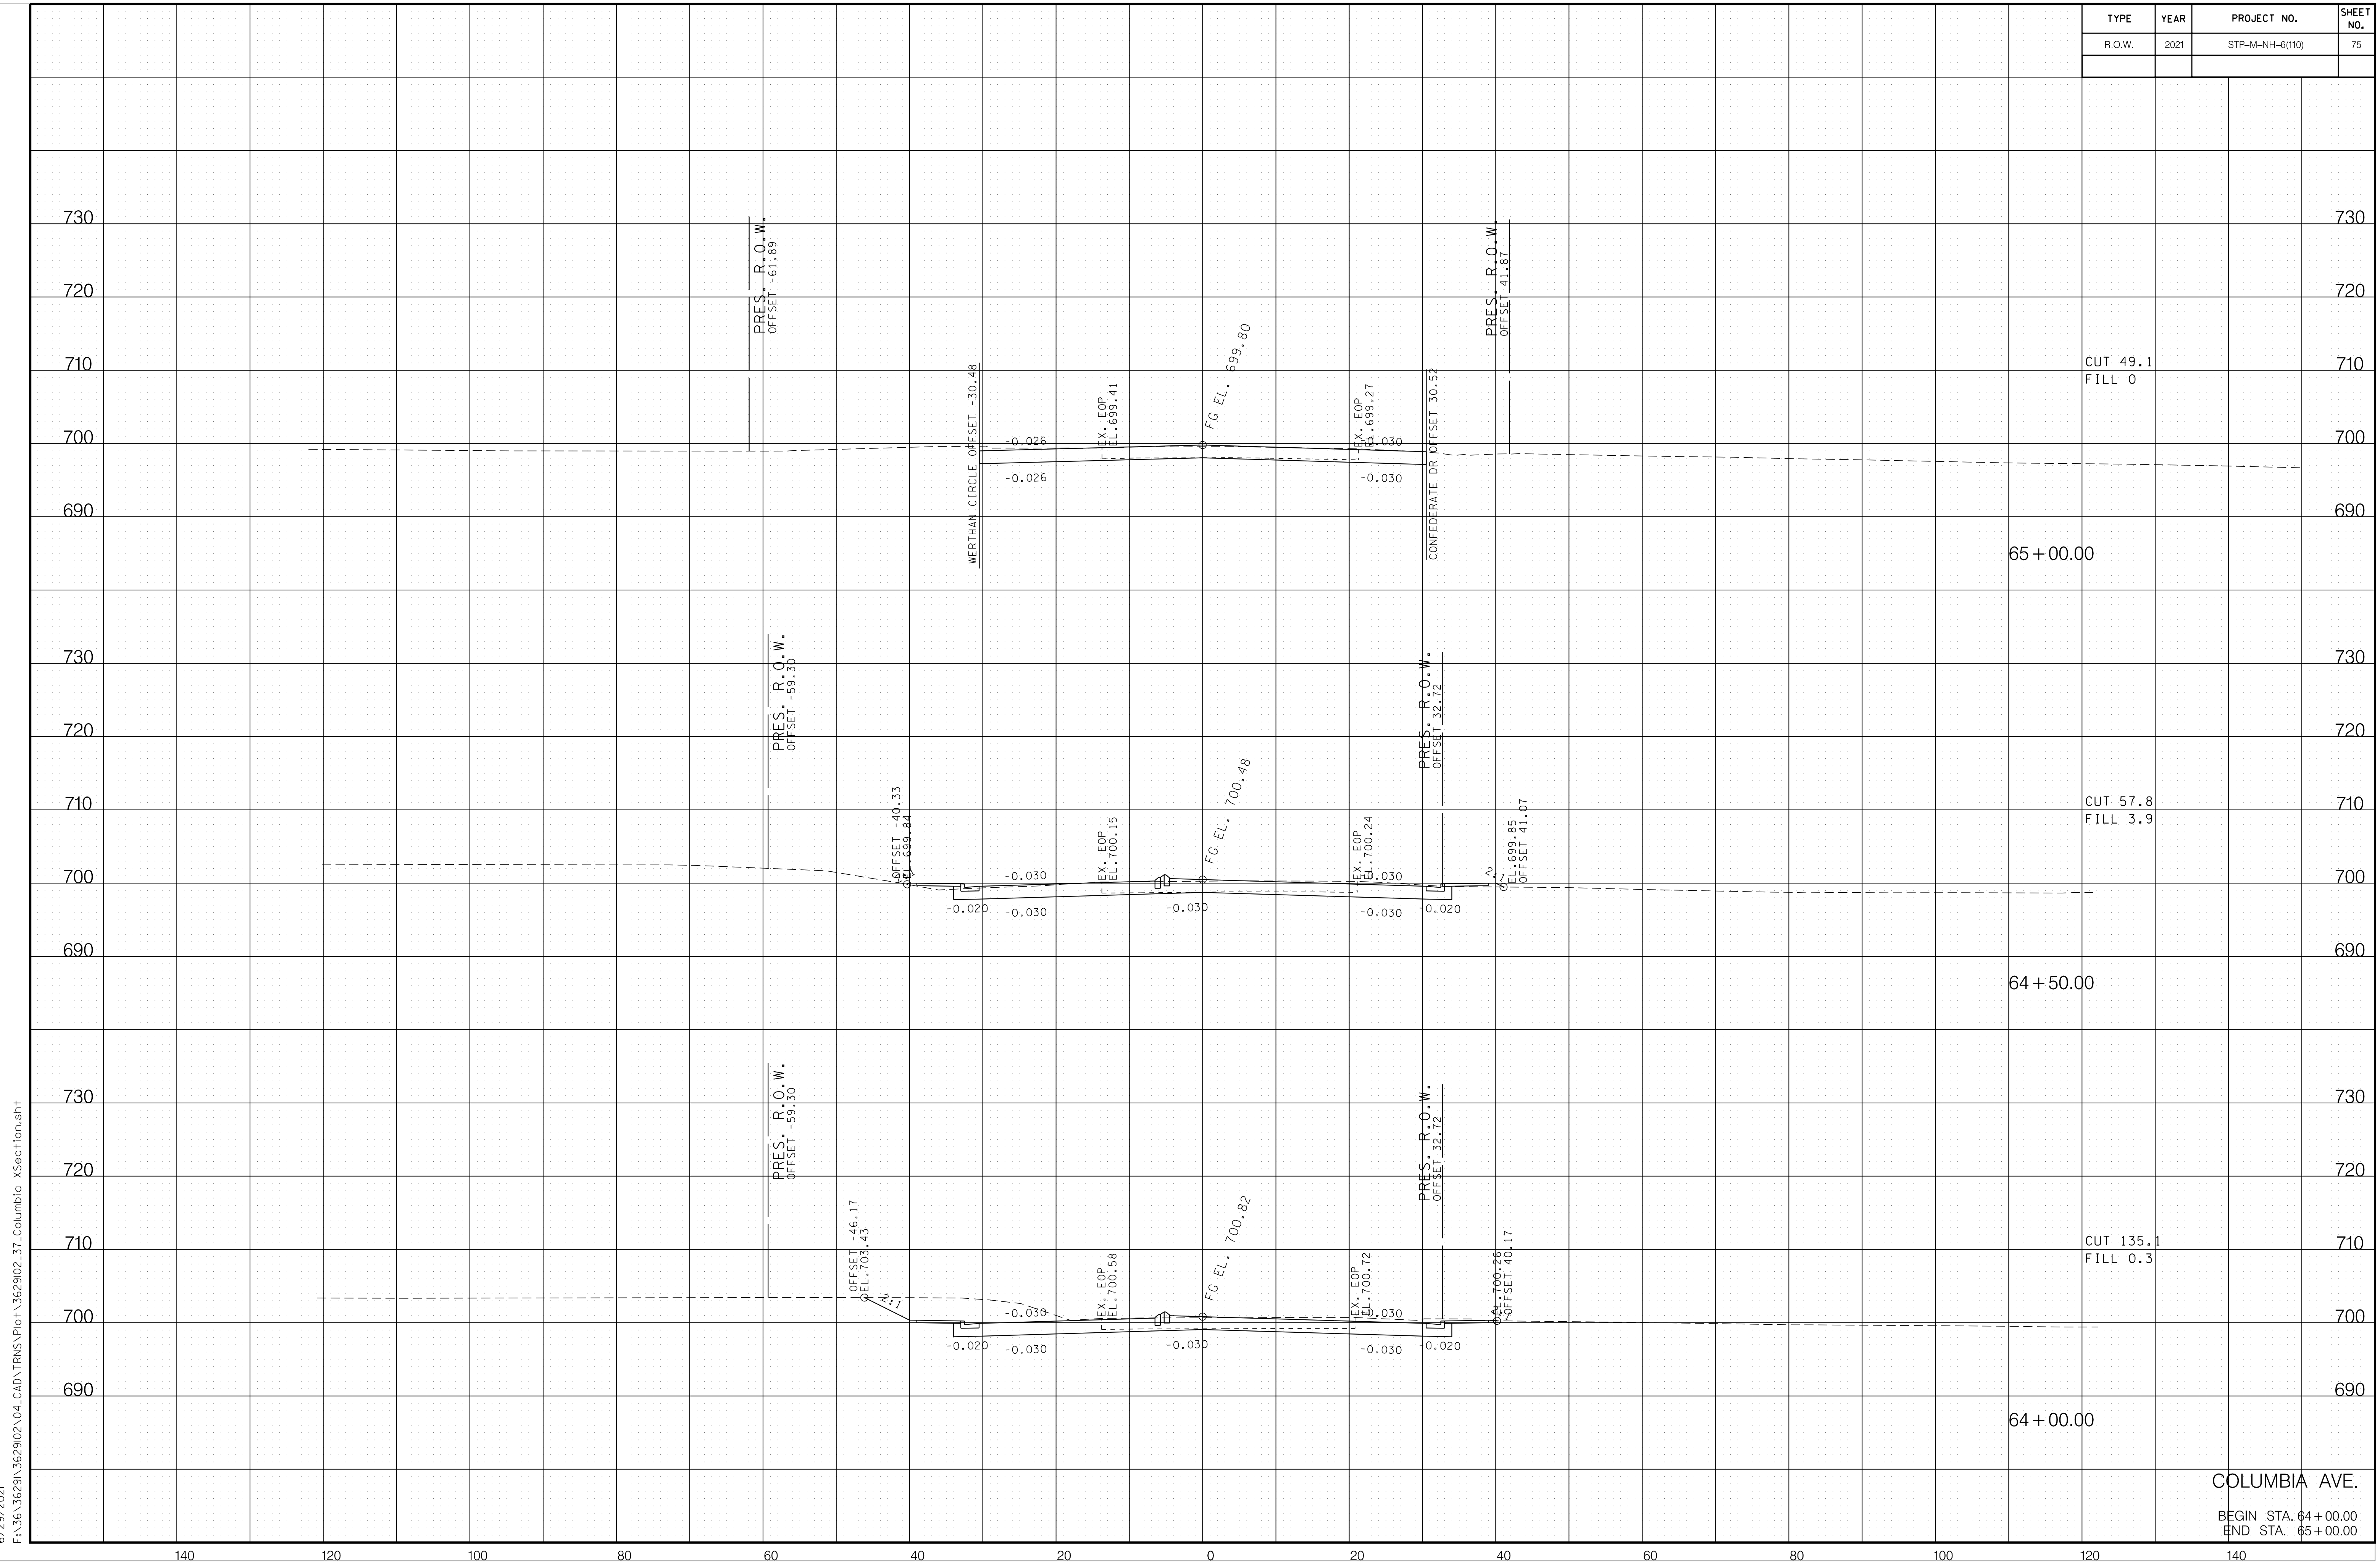 TYPE YEAR PROJECT NO. SHEET NO.
R.O.W. 2021 STP-M-NH-6(110) 75
730 730
720 720
710 710
700 700
690 690
PRES. R.O.W.
OFFSET -61.89
WERTHAN CIRCLE OFFSET -30.48
EX. EOP
EL.699.41
FG EL. 699.80
EX. EOP
EL.699.27
CONFEDERATE DR OFFSET 30.52
PRES. R.O.W.
OFFSET 41.87
-0.026
-0.030
-0.026
-0.030
CUT 49.1
FILL 0
65+00.00
730 730
720 720
710 710
700 700
690 690
PRES. R.O.W.
OFFSET -59.30
OFFSET -40.33
EL.699.84
EX. EOP
EL.700.15
FG EL. 700.48
EX. EOP
EL.700.24
PRES. R.O.W.
OFFSET 32.72
EL.699.85
OFFSET 41.07
-0.030
-0.030
2:1
-0.020
-0.030
-0.030
-0.030
-0.020
CUT 57.8
FILL 3.9
64+50.00
730 730
720 720
710 710
700 700
690 690
PRES. R.O.W.
OFFSET -59.30
OFFSET -46.17
EL.703.43
2:1
EX. EOP
EL.700.58
FG EL. 700.82
EX. EOP
EL.700.72
PRES. R.O.W.
OFFSET 32.72
EL.700.26
OFFSET 40.17
-0.030
-0.030
-0.020
-0.030
-0.030
-0.030
-0.020
CUT 135.1
FILL 0.3
64+00.00
COLUMBIA AVE.
BEGIN STA. 64+00.00
END STA. 65+00.00
140 120 100 80 60 40 20 0 20 40 60 80 100 120 140
F:\36\36291\3629102\04_CAD\TRNS\Plot\3629102_37_Columbia XSection.sht